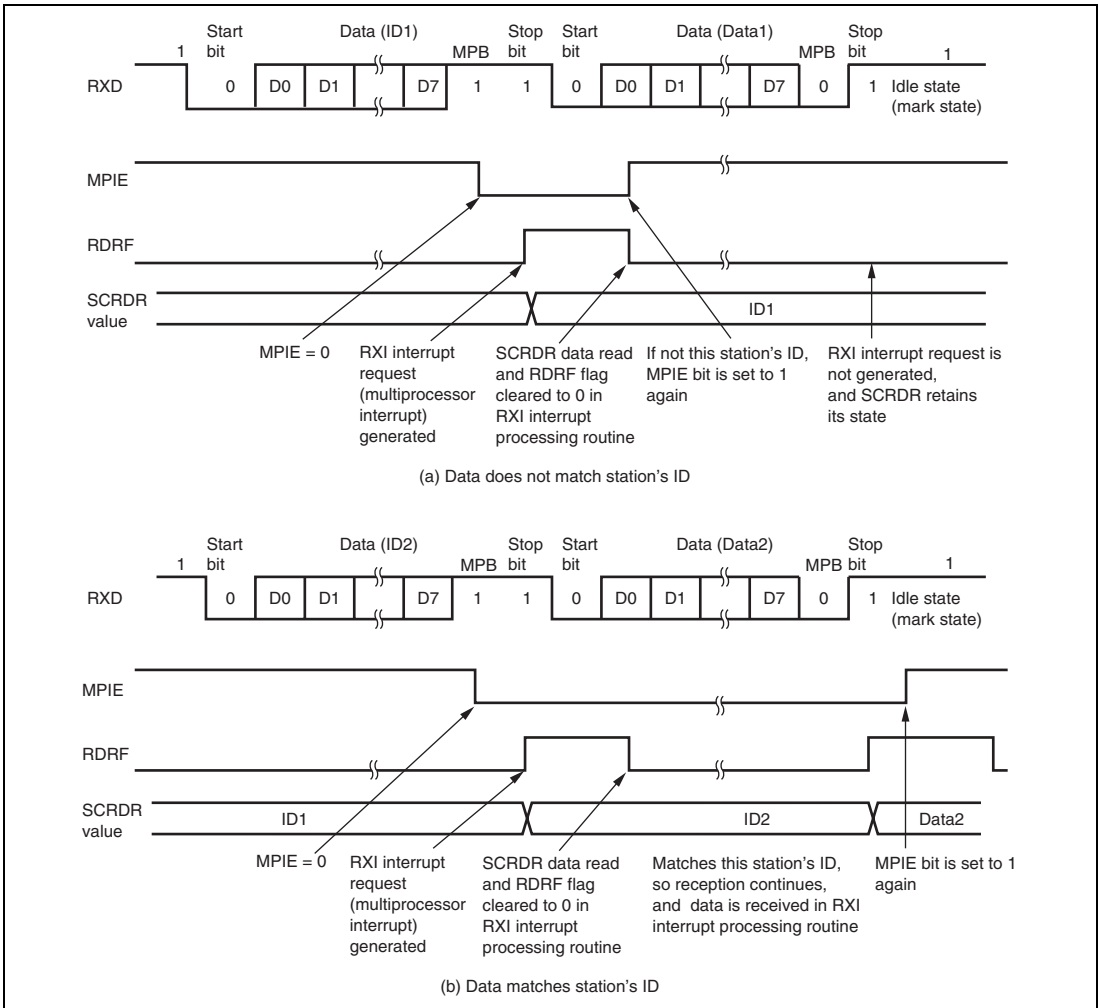 Start bit Data (ID1) Stop bit Start bit Data (Data1) Stop bit
1 MPB MPB 1
RXD 0 D0 D1 D7 1 1 0 D0 D1 D7 0 1 Idle state (mark state)
MPIE
RDRF
SCRDR value ID1
MPIE = 0
RXI interrupt request (multiprocessor interrupt) generated
SCRDR data read and RDRF flag cleared to 0 in RXI interrupt processing routine
If not this station's ID, MPIE bit is set to 1 again
RXI interrupt request is not generated, and SCRDR retains its state
(a) Data does not match station's ID
Start bit Data (ID2) Stop bit Start bit Data (Data2) Stop bit
1 MPB MPB 1
RXD 0 D0 D1 D7 1 1 0 D0 D1 D7 0 1 Idle state (mark state)
MPIE
RDRF
SCRDR value ID1 ID2 Data2
MPIE = 0
RXI interrupt request (multiprocessor interrupt) generated
SCRDR data read and RDRF flag cleared to 0 in RXI interrupt processing routine
Matches this station's ID, so reception continues, and data is received in RXI interrupt processing routine
MPIE bit is set to 1 again
(b) Data matches station's ID